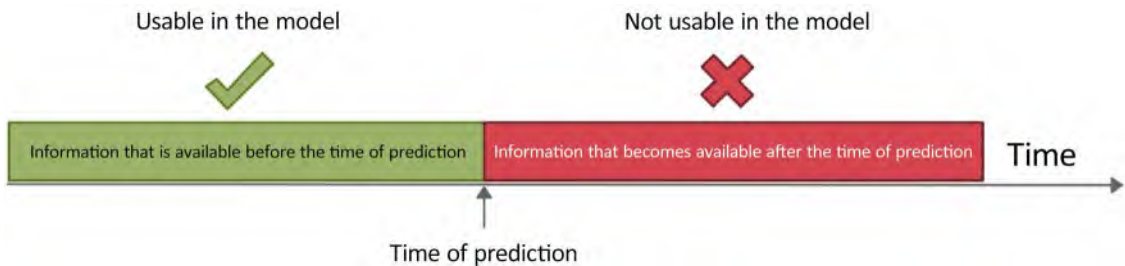 Usable in the model
Not usable in the model
Information that is available before the time of prediction
Information that becomes available after the time of prediction
Time
Time of prediction